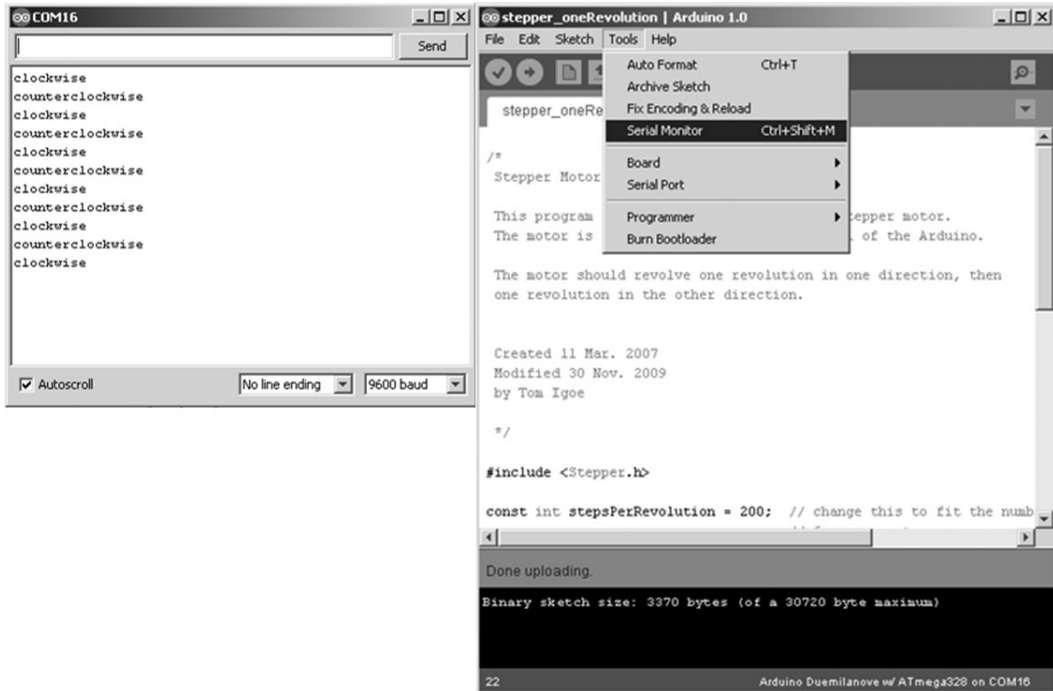 COM16
Send
clockwise
counterclockwise
clockwise
counterclockwise
clockwise
counterclockwise
clockwise
counterclockwise
clockwise
counterclockwise
clockwise
Autoscroll
No line ending
9600 baud
stepper_oneRevolution | Arduino 1.0
File Edit Sketch Tools Help
Auto Format Ctrl+T
Archive Sketch
Fix Encoding & Reload
Serial Monitor Ctrl+Shift+M
Board
Serial Port
Programmer
Burn Bootloader
stepper_oneRe
/*
Stepper Motor
This program tepper motor.
The motor is of the Arduino.
The motor should revolve one revolution in one direction, then
one revolution in the other direction.
Created 11 Mar. 2007
Modified 30 Nov. 2009
by Tom Igoe
*/
#include <Stepper.h>
const int stepsPerRevolution = 200; // change this to fit the numb
Done uploading.
Binary sketch size: 3370 bytes (of a 30720 byte maximum)
22 Arduino Duemilanove w/ ATmega328 on COM16